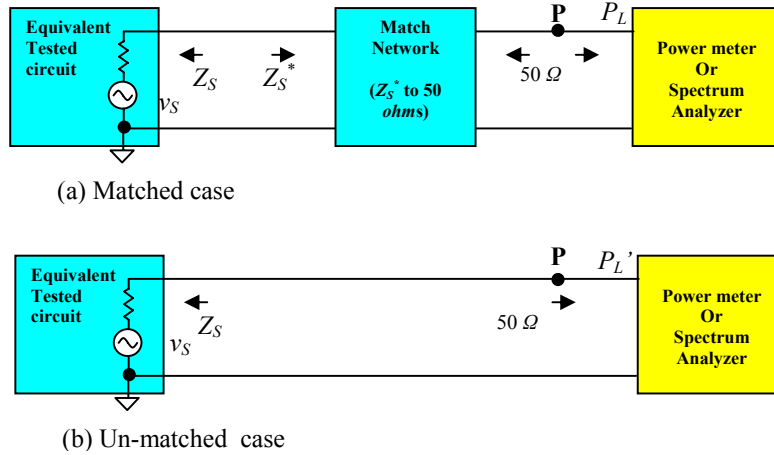 Equivalent
Tested
circuit
v_S
Z_S
Z_S^*
Match
Network
(Z_S^* to 50
ohms)
P
50 Ω
P_L
Power meter
Or
Spectrum
Analyzer
(a) Matched case
Equivalent
Tested
circuit
v_S
Z_S
P
50 Ω
P_L'
Power meter
Or
Spectrum
Analyzer
(b) Un-matched case